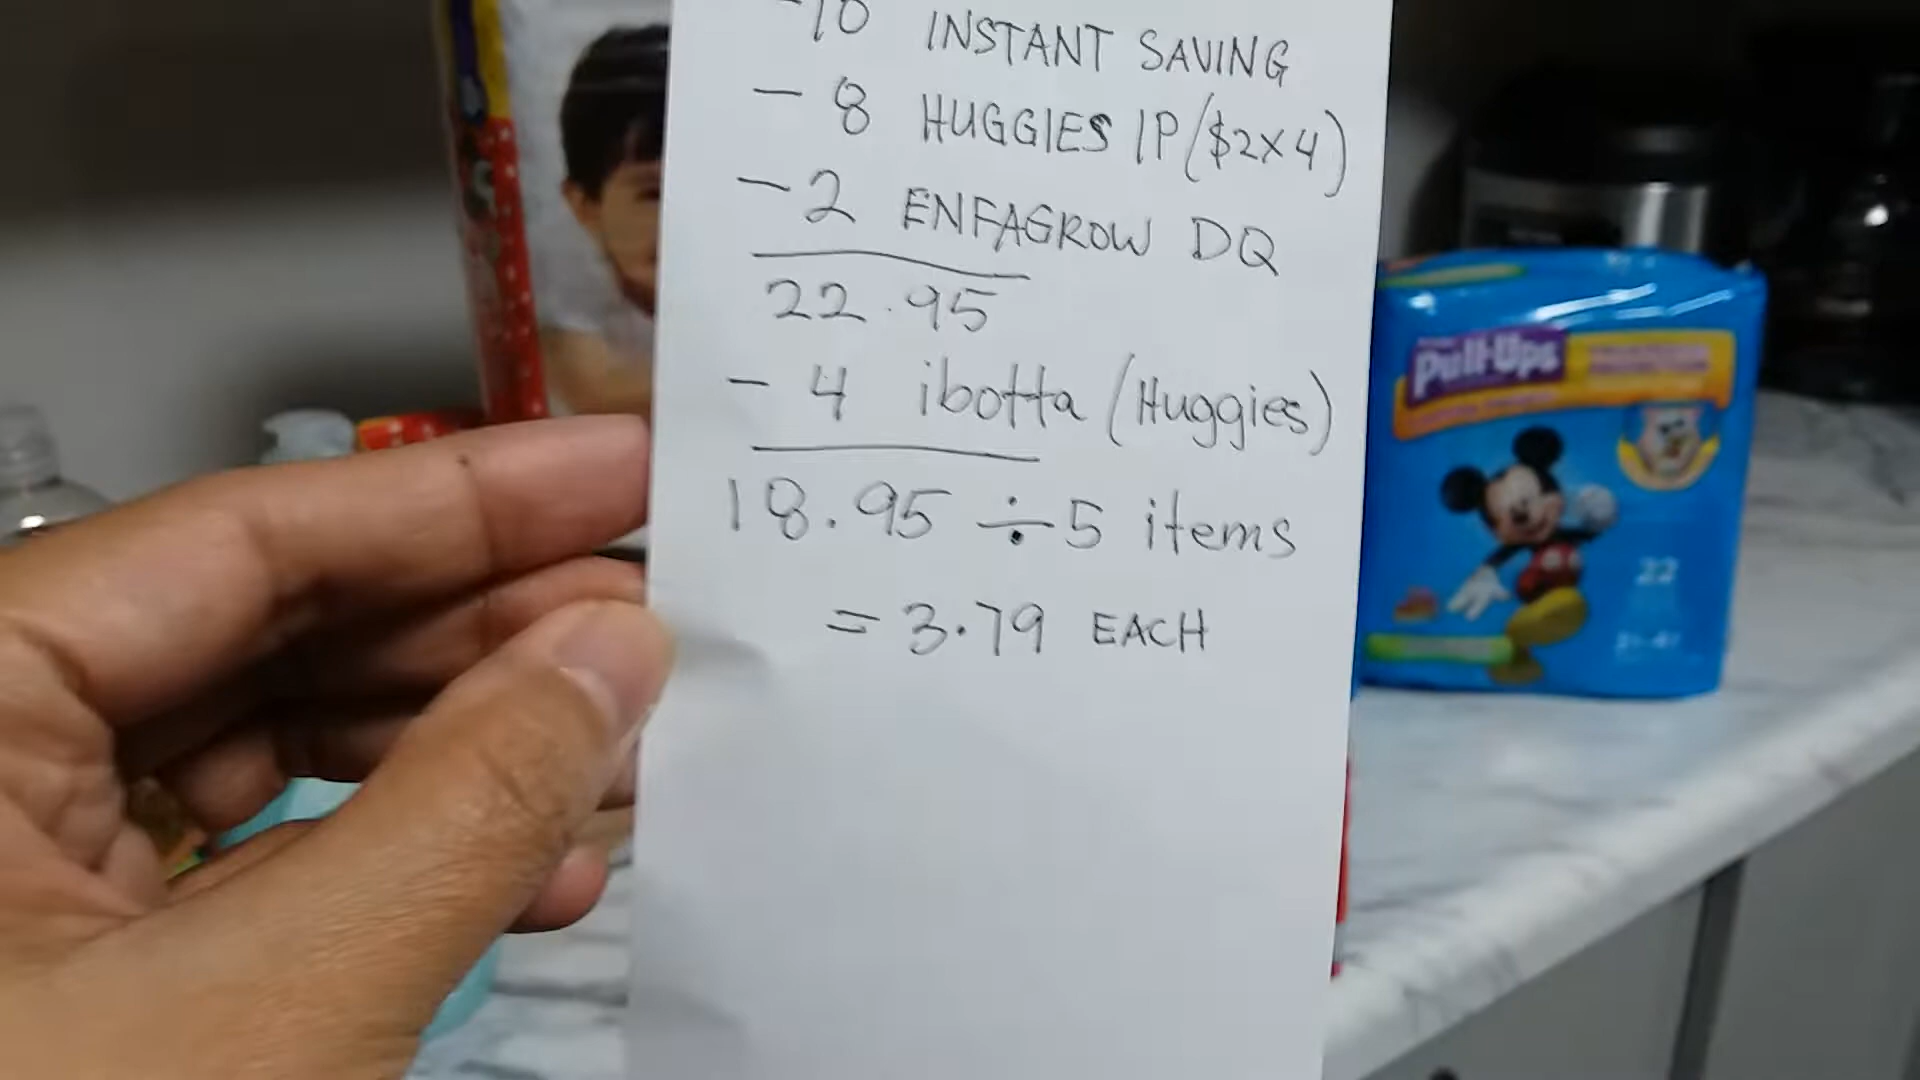 -10 INSTANT SAVING
- 8 HUGGIES IP ($2x4)
- 2 ENFAGROW DQ
22.95
- 4 ibotta (Huggies)
18.95 ÷ 5 items
= 3.79 EACH
Pull-Ups
22